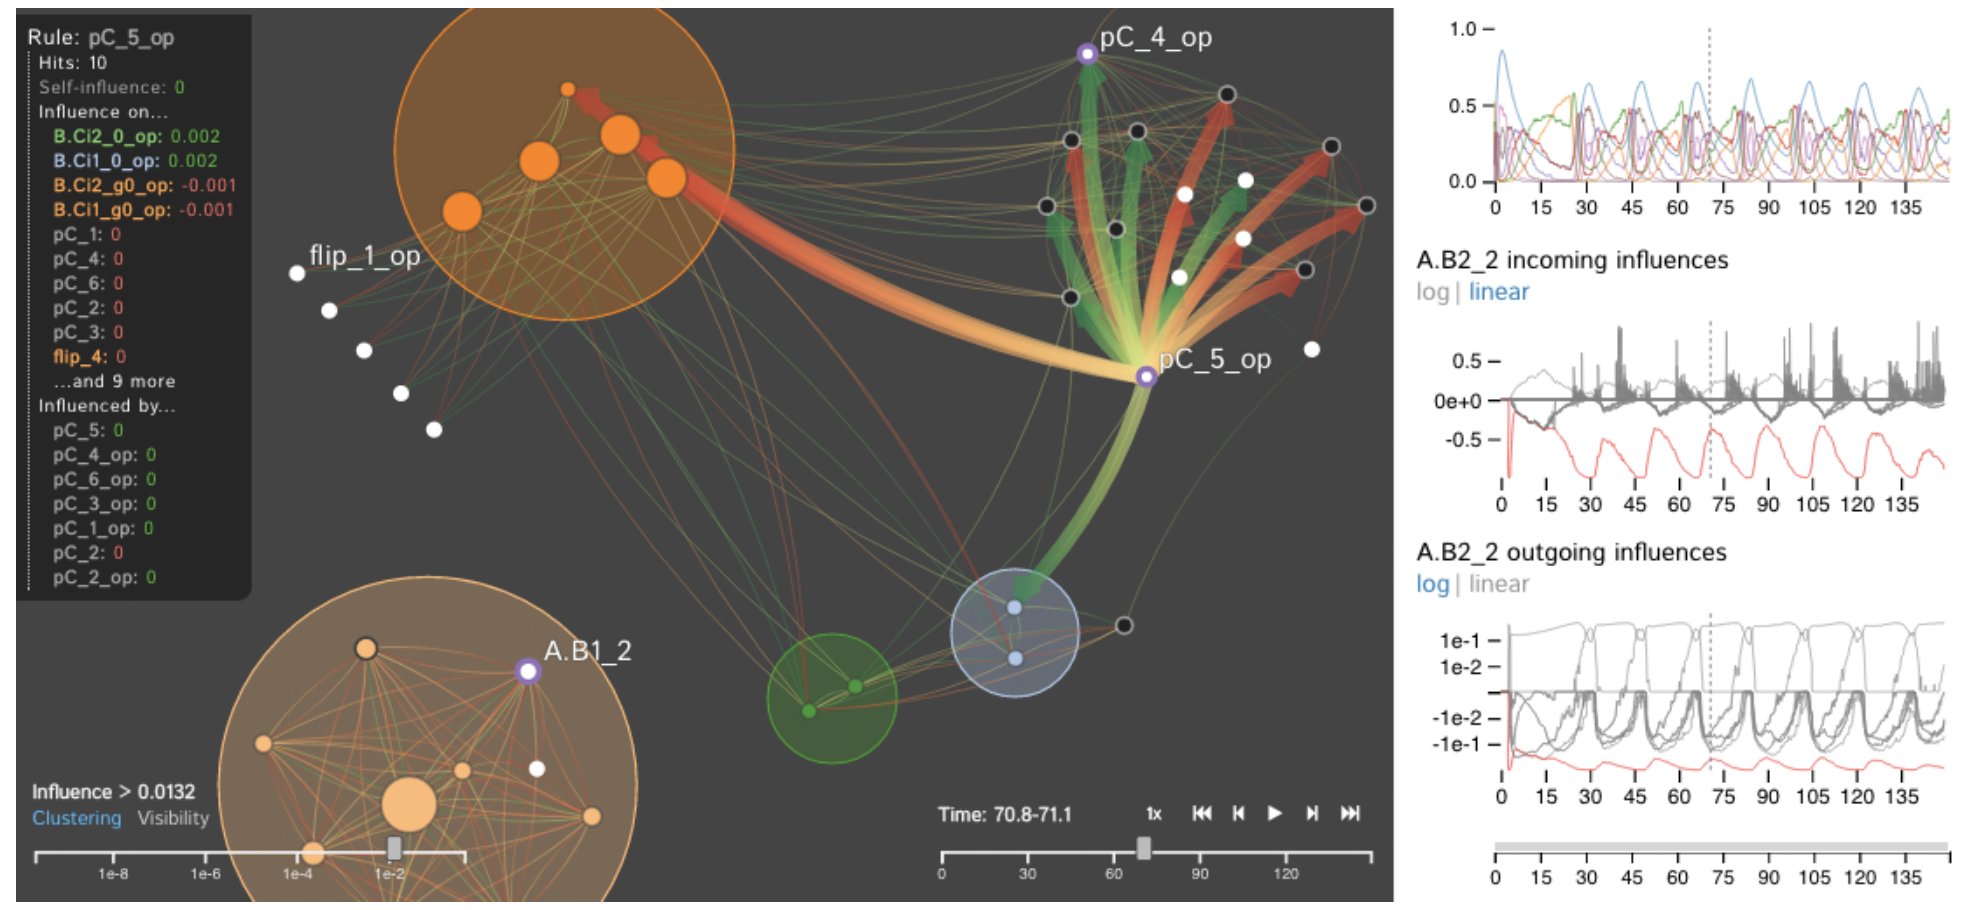 Rule: pC_5_op
Hits: 10
Self-influence: 0
Influence on...
B.Ci2_0_op: 0.002
B.Ci1_0_op: 0.002
B.Ci2_g0_op: -0.001
B.Ci1_g0_op: -0.001
pC_1: 0
pC_4: 0
pC_6: 0
pC_2: 0
pC_3: 0
flip_4: 0
...and 9 more
Influenced by...
pC_5: 0
pC_4_op: 0
pC_6_op: 0
pC_3_op: 0
pC_1_op: 0
pC_2: 0
pC_2_op: 0
flip_1_op
pC_4_op
pC_5_op
A.B1_2
Influence > 0.0132
Clustering Visibility
1e-8 1e-6 1e-4 1e-2
Time: 70.8-71.1 1x
0 30 60 90 120
1.0
0.5
0.0
0 15 30 45 60 75 90 105 120 135
A.B2_2 incoming influences
log | linear
0.5
0e+0
-0.5
0 15 30 45 60 75 90 105 120 135
A.B2_2 outgoing influences
log | linear
1e-1
1e-2
-1e-2
-1e-1
0 15 30 45 60 75 90 105 120 135
0 15 30 45 60 75 90 105 120 135